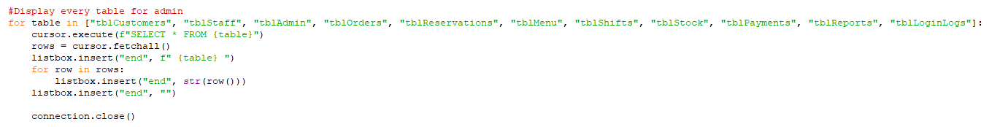 #Display every table for admin
for table in ["tblCustomers", "tblStaff", "tblAdmin", "tblOrders", "tblReservations", "tblMenu", "tblShifts", "tblStock", "tblPayments", "tblReports", "tblLoginLogs"]:
    cursor.execute(f"SELECT * FROM {table}")
    rows = cursor.fetchall()
    listbox.insert("end", f" {table} ")
    for row in rows:
        listbox.insert("end", str(row()))
    listbox.insert("end", "")

    connection.close()